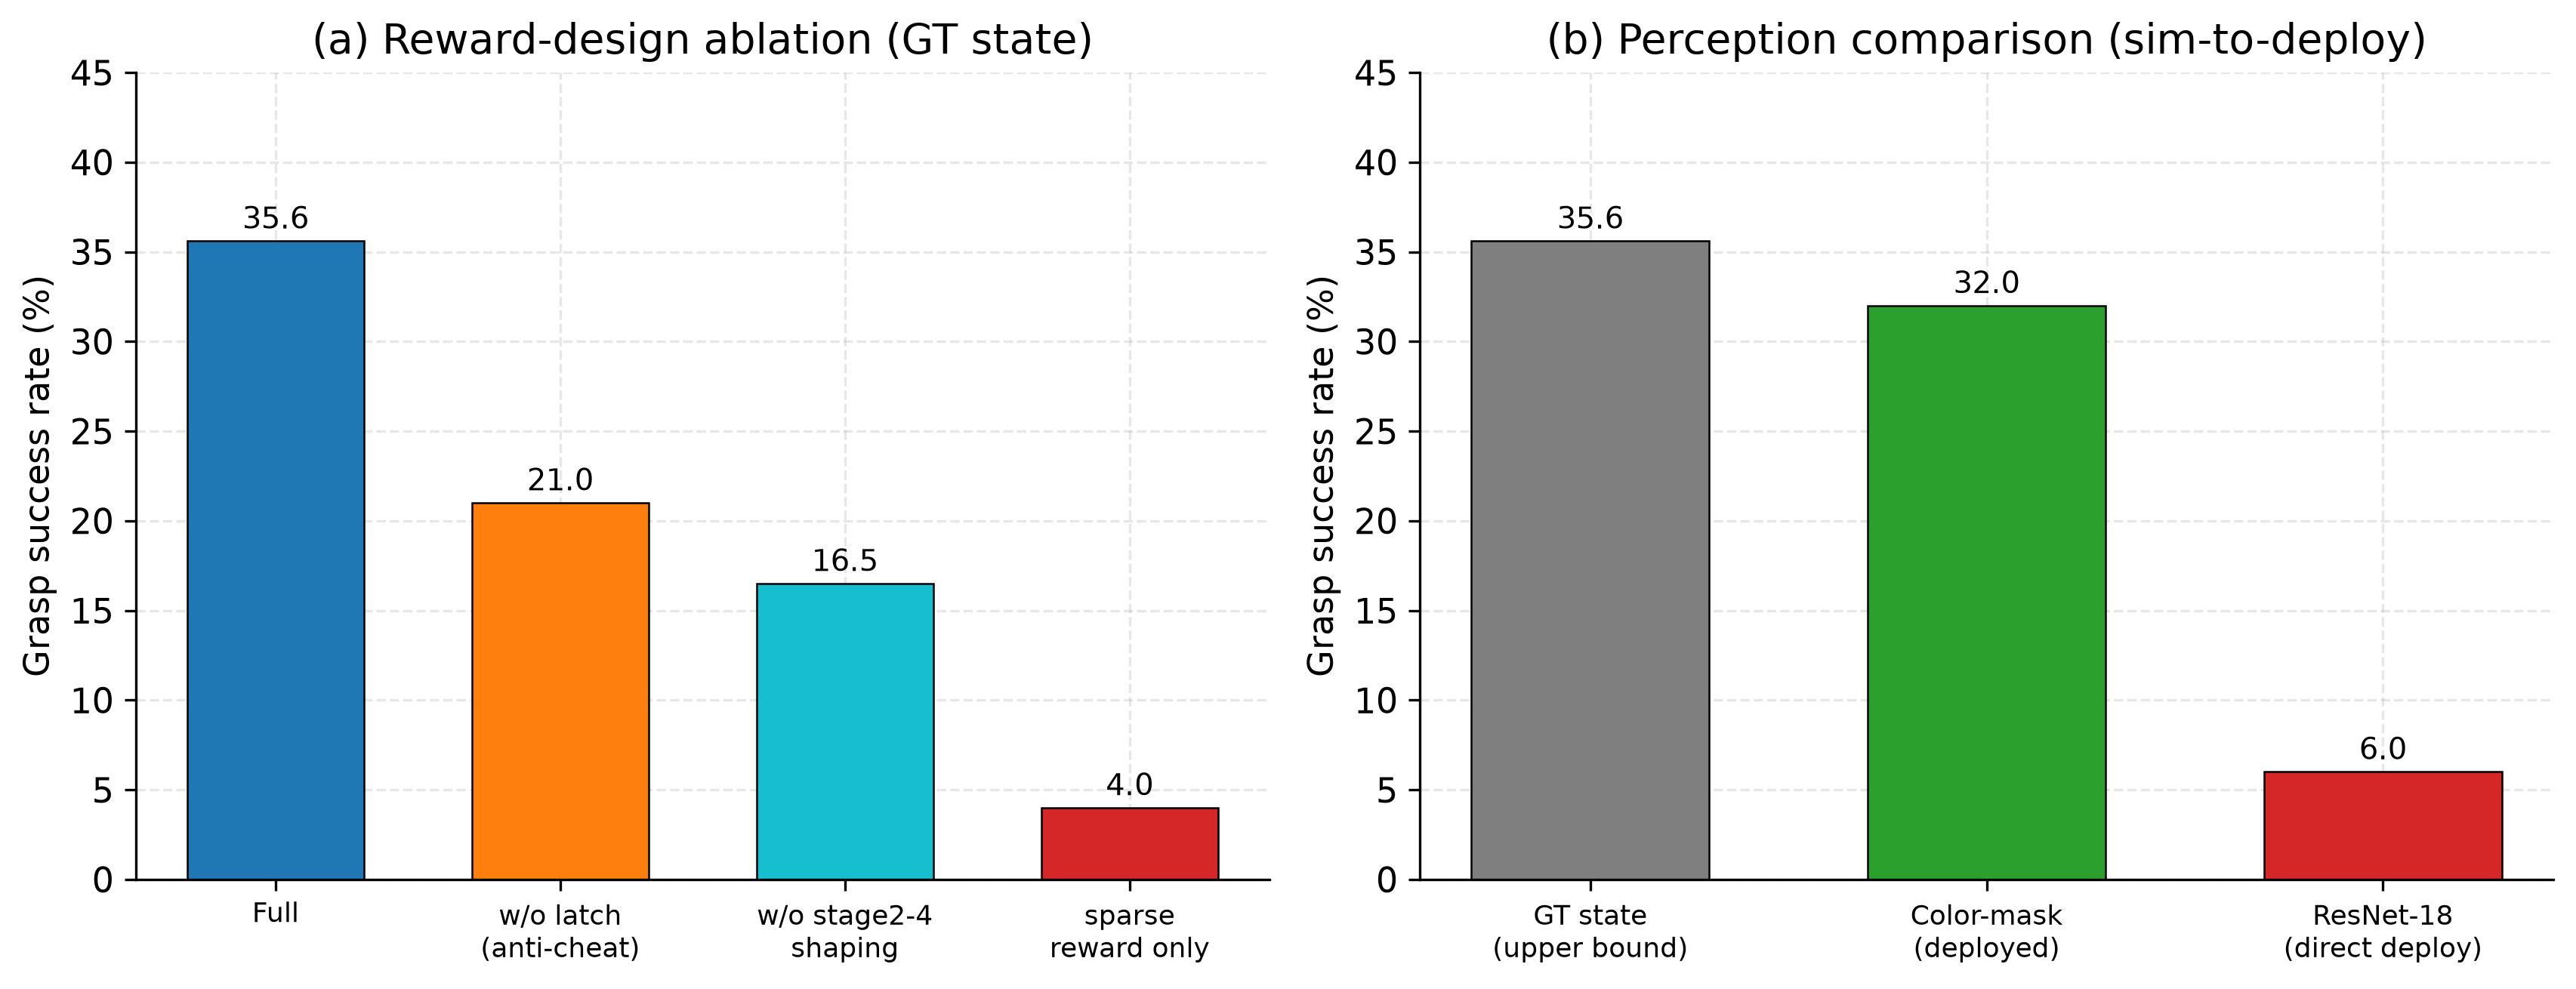 (a) Reward-design ablation (GT state)
Grasp success rate (%)
45
40
35
30
25
20
15
10
5
0
35.6
21.0
16.5
4.0
Full
w/o latch
(anti-cheat)
w/o stage2-4
shaping
sparse
reward only
(b) Perception comparison (sim-to-deploy)
Grasp success rate (%)
45
40
35
30
25
20
15
10
5
0
35.6
32.0
6.0
GT state
(upper bound)
Color-mask
(deployed)
ResNet-18
(direct deploy)